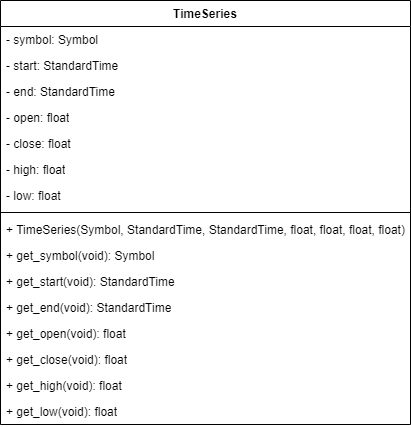 TimeSeries
- symbol: Symbol
- start: StandardTime
- end: StandardTime
- open: float
- close: float
- high: float
- low: float
+ TimeSeries(Symbol, StandardTime, StandardTime, float, float, float, float)
+ get_symbol(void): Symbol
+ get_start(void): StandardTime
+ get_end(void): StandardTime
+ get_open(void): float
+ get_close(void): float
+ get_high(void): float
+ get_low(void): float